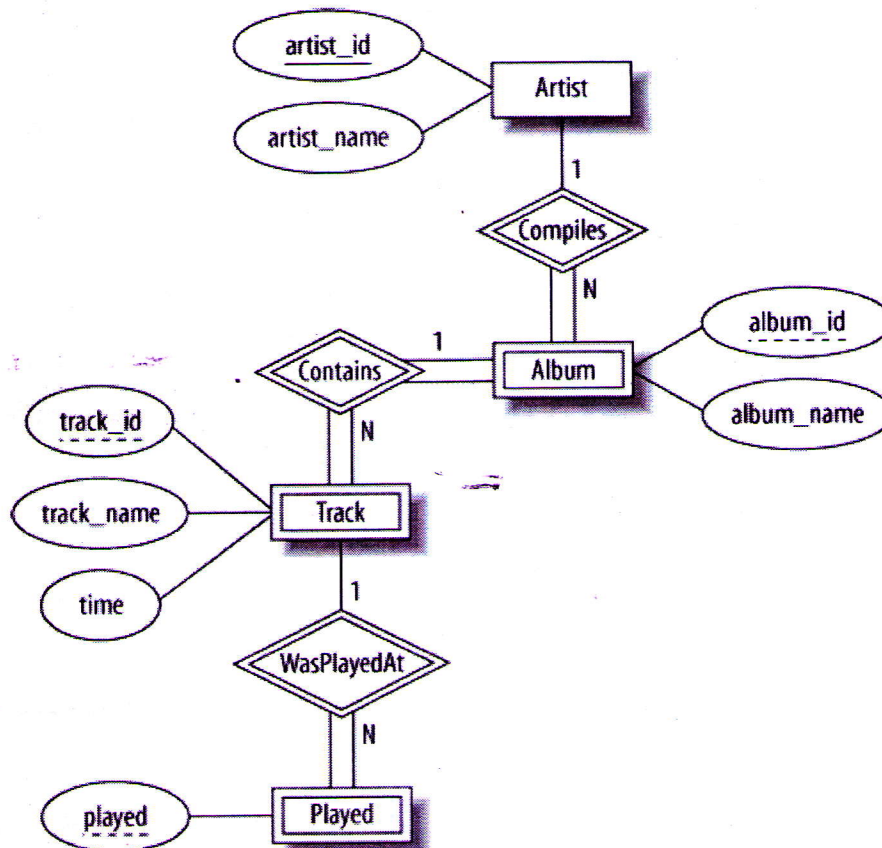 artist_id
Artist
artist_name
1
Compiles
N
1
album_id
Contains
Album
N
album_name
track_id
track_name
Track
time
1
WasPlayedAt
N
played
Played